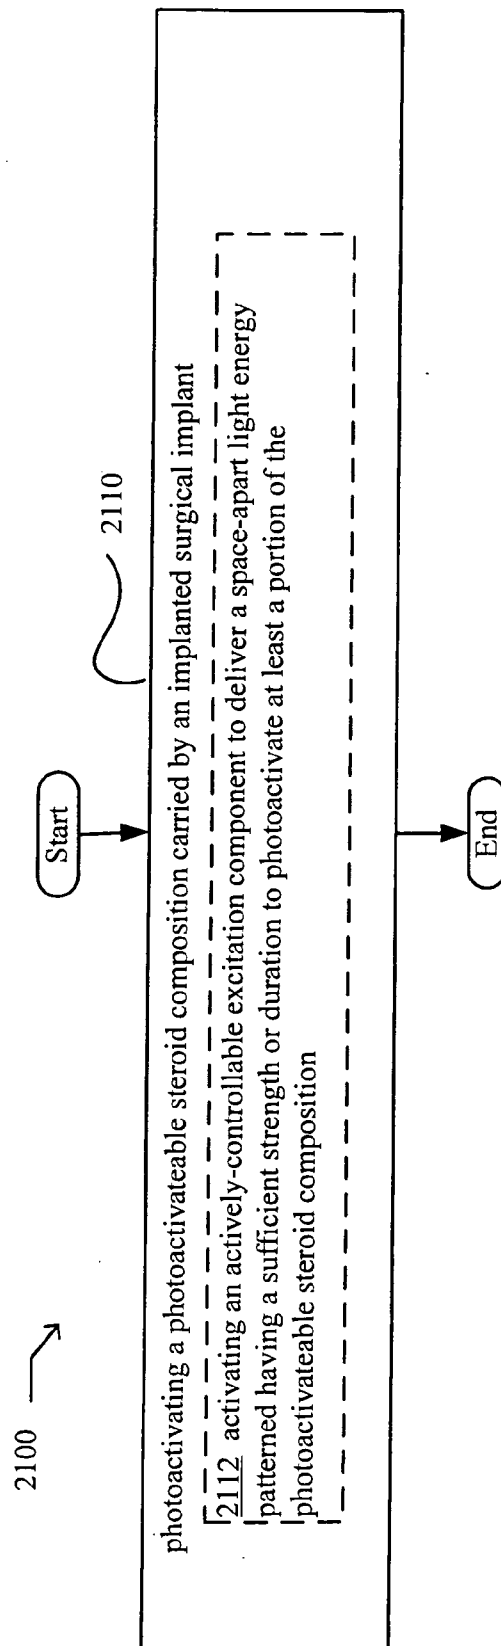 2100
Start
2110
photoactivating a photoactivateable steroid composition carried by an implanted surgical implant
2112 activating an actively-controllable excitation component to deliver a space-apart light energy
patterned having a sufficient strength or duration to photoactivate at least a portion of the
photoactivateable steroid composition
End